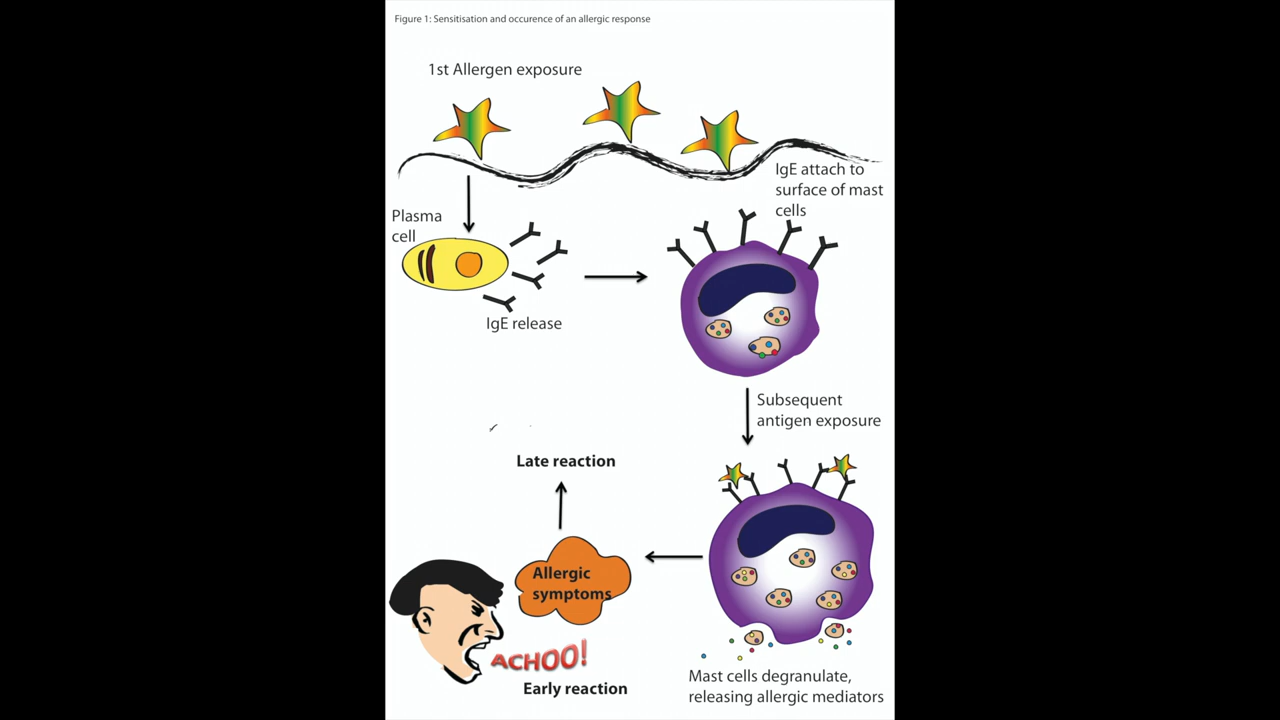 Figure 1: Sensitisation and occurence of an allergic response
1st Allergen exposure
IgE attach to
surface of mast
cells
Plasma
cell
IgE release
Subsequent
antigen exposure
Late reaction
Allergic
symptoms
ACHOO!
Early reaction
Mast cells degranulate,
releasing allergic mediators